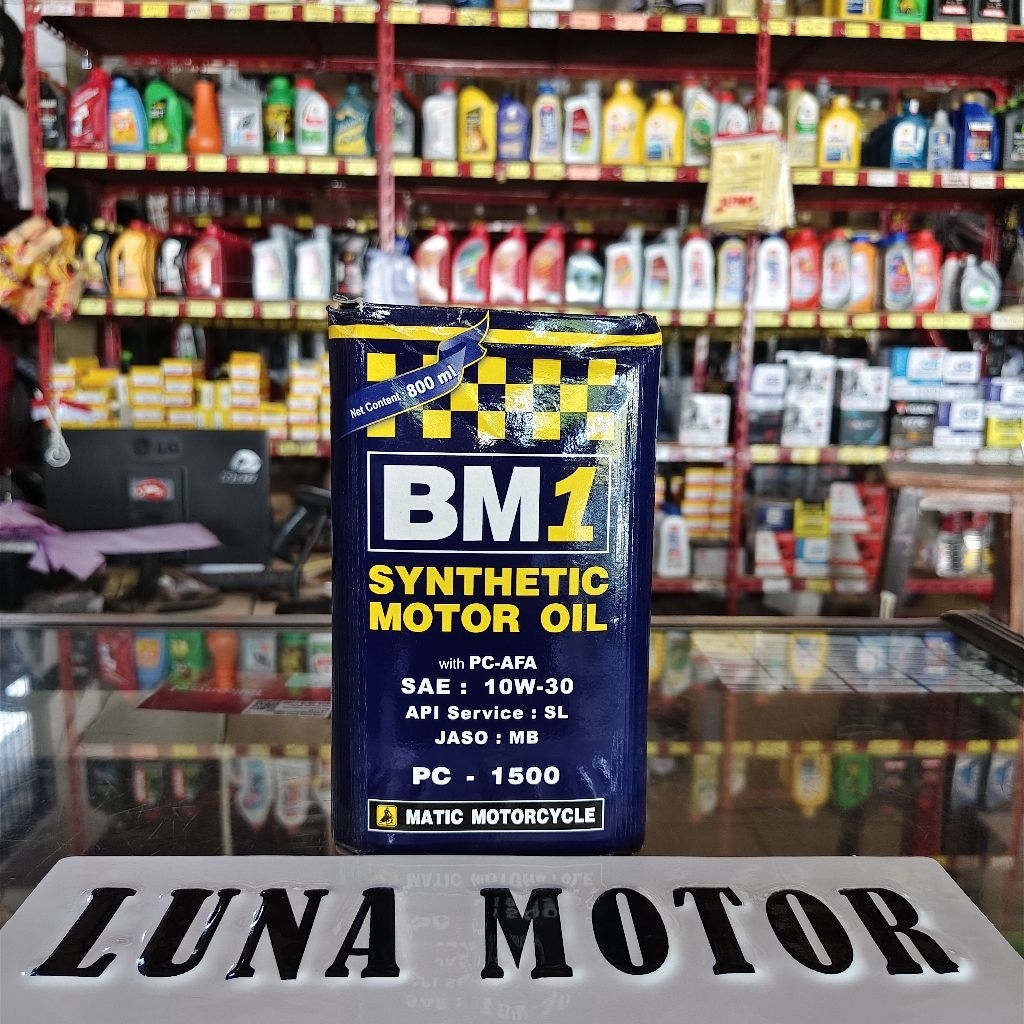 Net Content : 800 ml
BM1
SYNTHETIC
MOTOR OIL
with PC-AFA
SAE : 10W-30
API Service : SL
JASO : MB
PC - 1500
MATIC MOTORCYCLE
LUNA MOTOR
LG